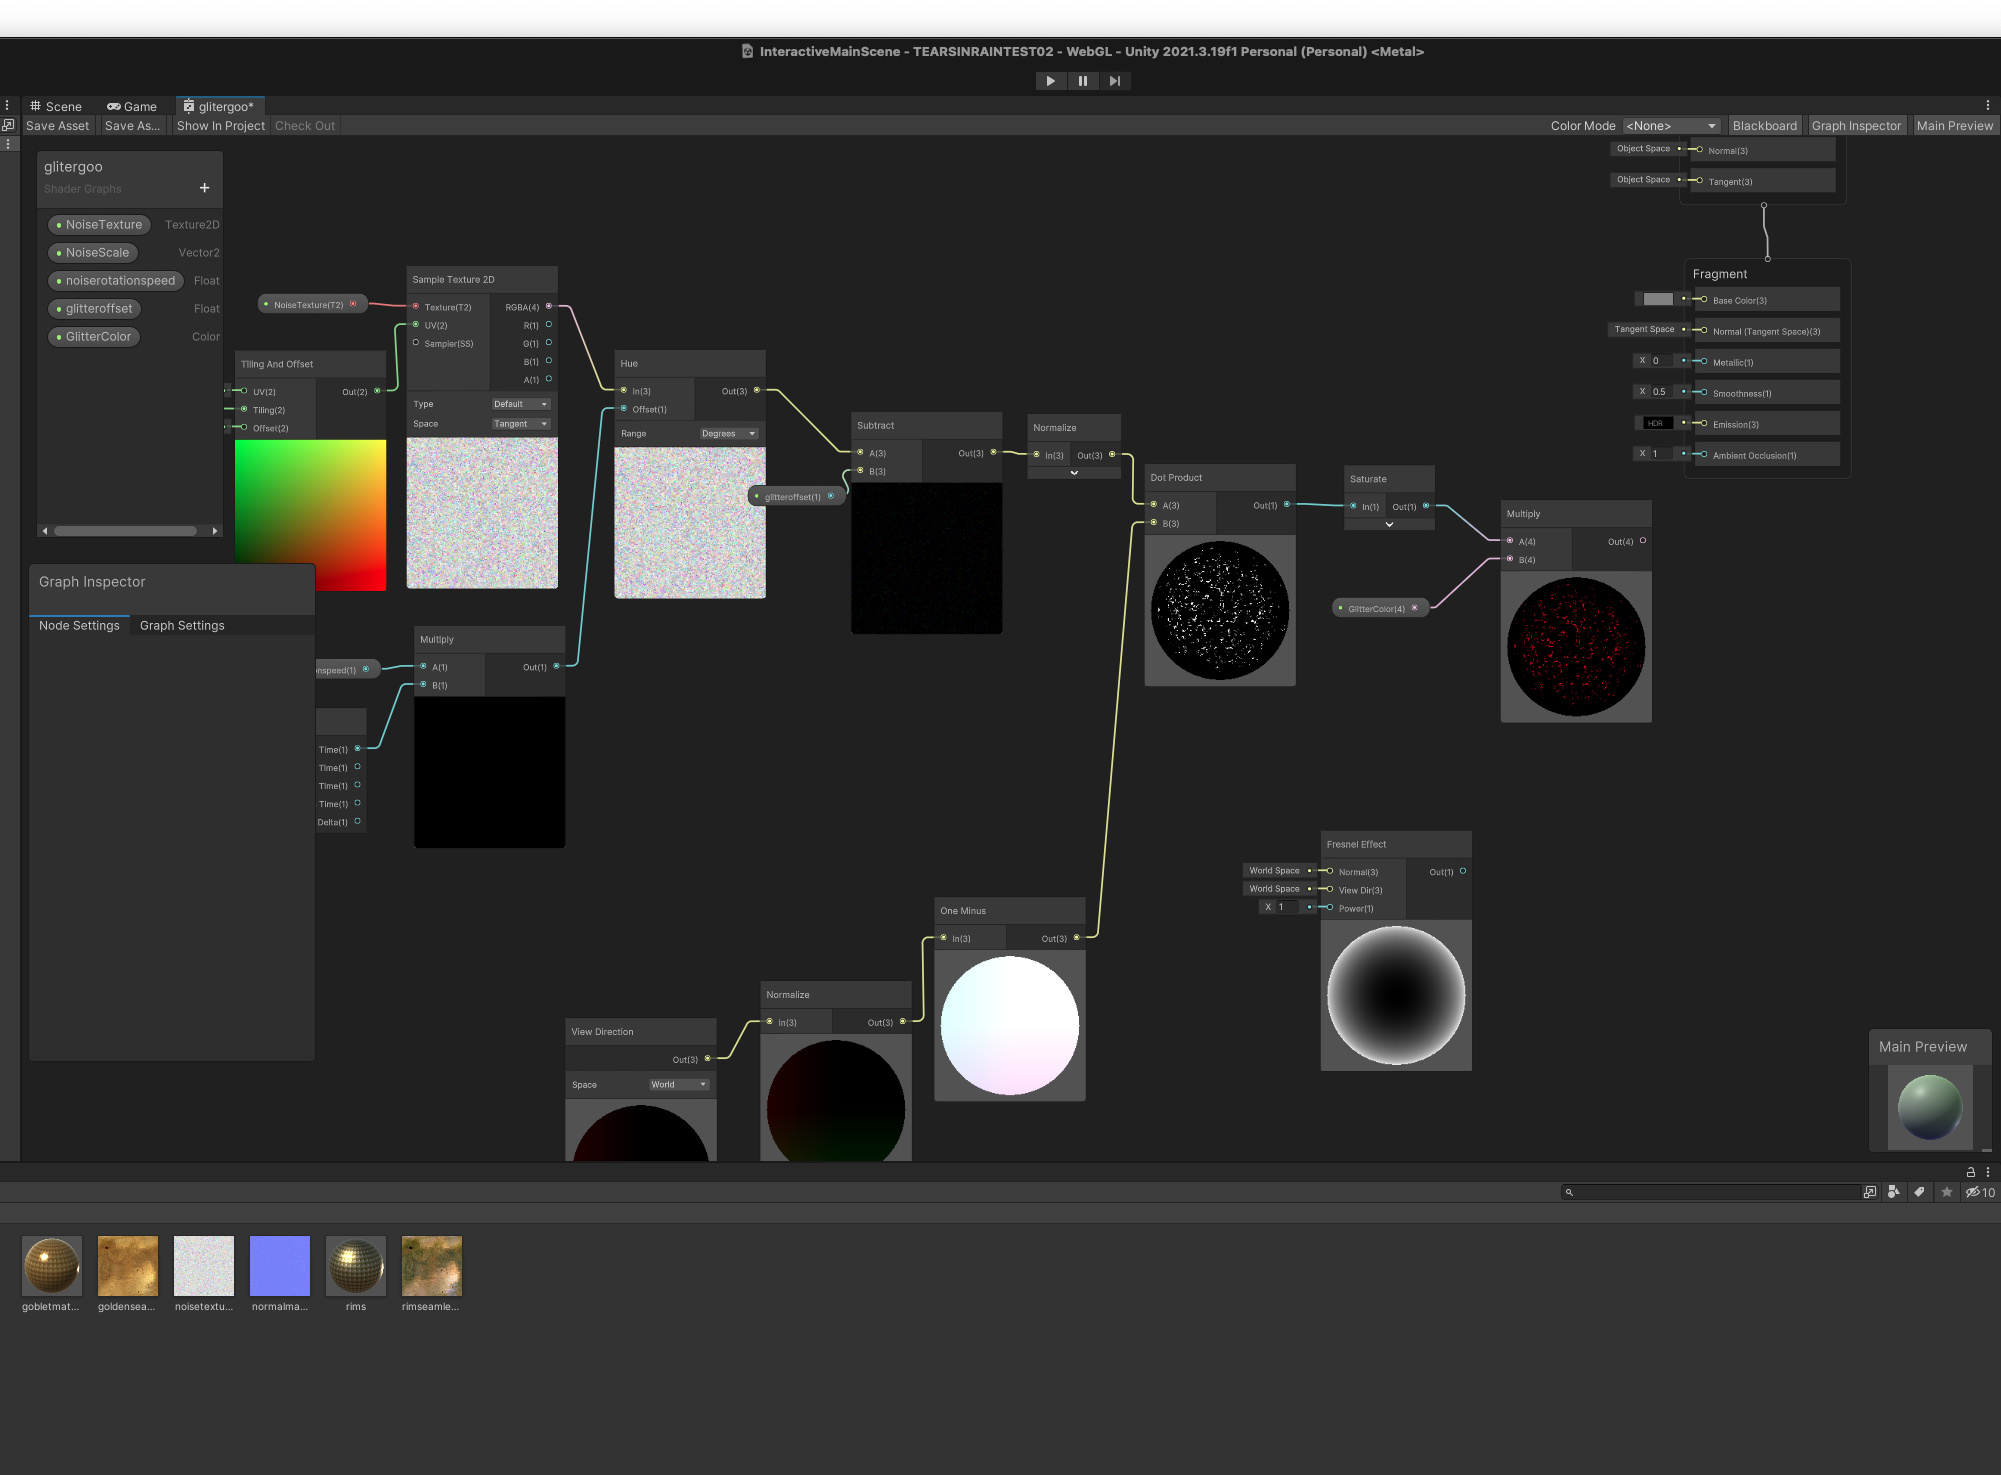 InteractiveMainScene - TEARSINRAINTEST02 - WebGL - Unity 2021.3.19f1 Personal (Personal) <Metal>
Scene
Game
glitergoo*
Save Asset
Save As...
Show In Project
Check Out
Color Mode
<None>
Blackboard
Graph Inspector
Main Preview
glitergoo
Shader Graphs
+
NoiseTexture
Texture2D
NoiseScale
Vector2
noiserotationspeed
Float
glitteroffset
Float
GlitterColor
Color
Object Space
Normal(3)
Object Space
Tangent(3)
Fragment
Base Color(3)
Tangent Space
Normal (Tangent Space)(3)
X 0
Metallic(1)
X 0.5
Smoothness(1)
HDR
Emission(3)
X 1
Ambient Occlusion(1)
NoiseTexture(T2)
Tiling And Offset
UV(2)
Tiling(2)
Offset(2)
Out(2)
Sample Texture 2D
Texture(T2)
UV(2)
Sampler(SS)
RGBA(4)
R(1)
G(1)
B(1)
A(1)
Type
Default
Space
Tangent
Hue
In(3)
Offset(1)
Out(3)
Range
Degrees
glitteroffset(1)
Subtract
A(3)
B(3)
Out(3)
Normalize
In(3)
Out(3)
Dot Product
A(3)
B(3)
Out(1)
Saturate
In(1)
Out(1)
GlitterColor(4)
Multiply
A(4)
B(4)
Out(4)
Graph Inspector
Node Settings
Graph Settings
nspeed(1)
Time(1)
Time(1)
Time(1)
Time(1)
Delta(1)
Multiply
A(1)
B(1)
Out(1)
View Direction
Out(3)
Space
World
Normalize
In(3)
Out(3)
One Minus
In(3)
Out(3)
World Space
World Space
X 1
Fresnel Effect
Normal(3)
View Dir(3)
Power(1)
Out(1)
Main Preview
10
gobletmat...
goldensea...
noisetextu...
normalma...
rims
rimseamle...